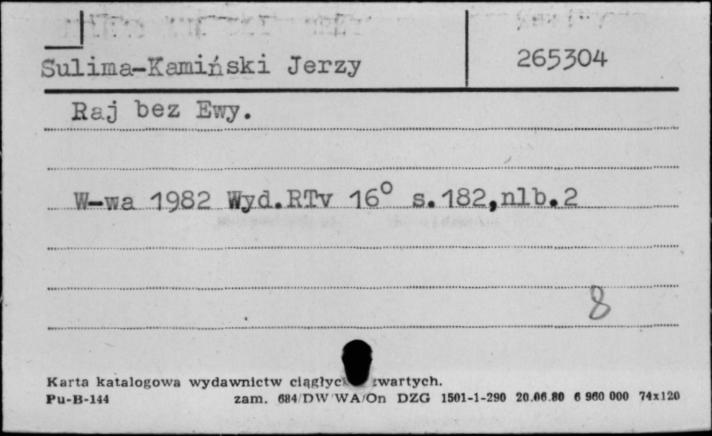 Sulima-Kamiński Jerzy
265304
Raj bez Ewy.
W-wa 1982 Wyd.RTv 16° s.182,nlb.2
8
Karta katalogowa wydawnictw ciągłych zwartych.
Pu-B-144 zam. 684/DW WA/On DZG 1501-1-290 20.06.80 6 960 000 74x120